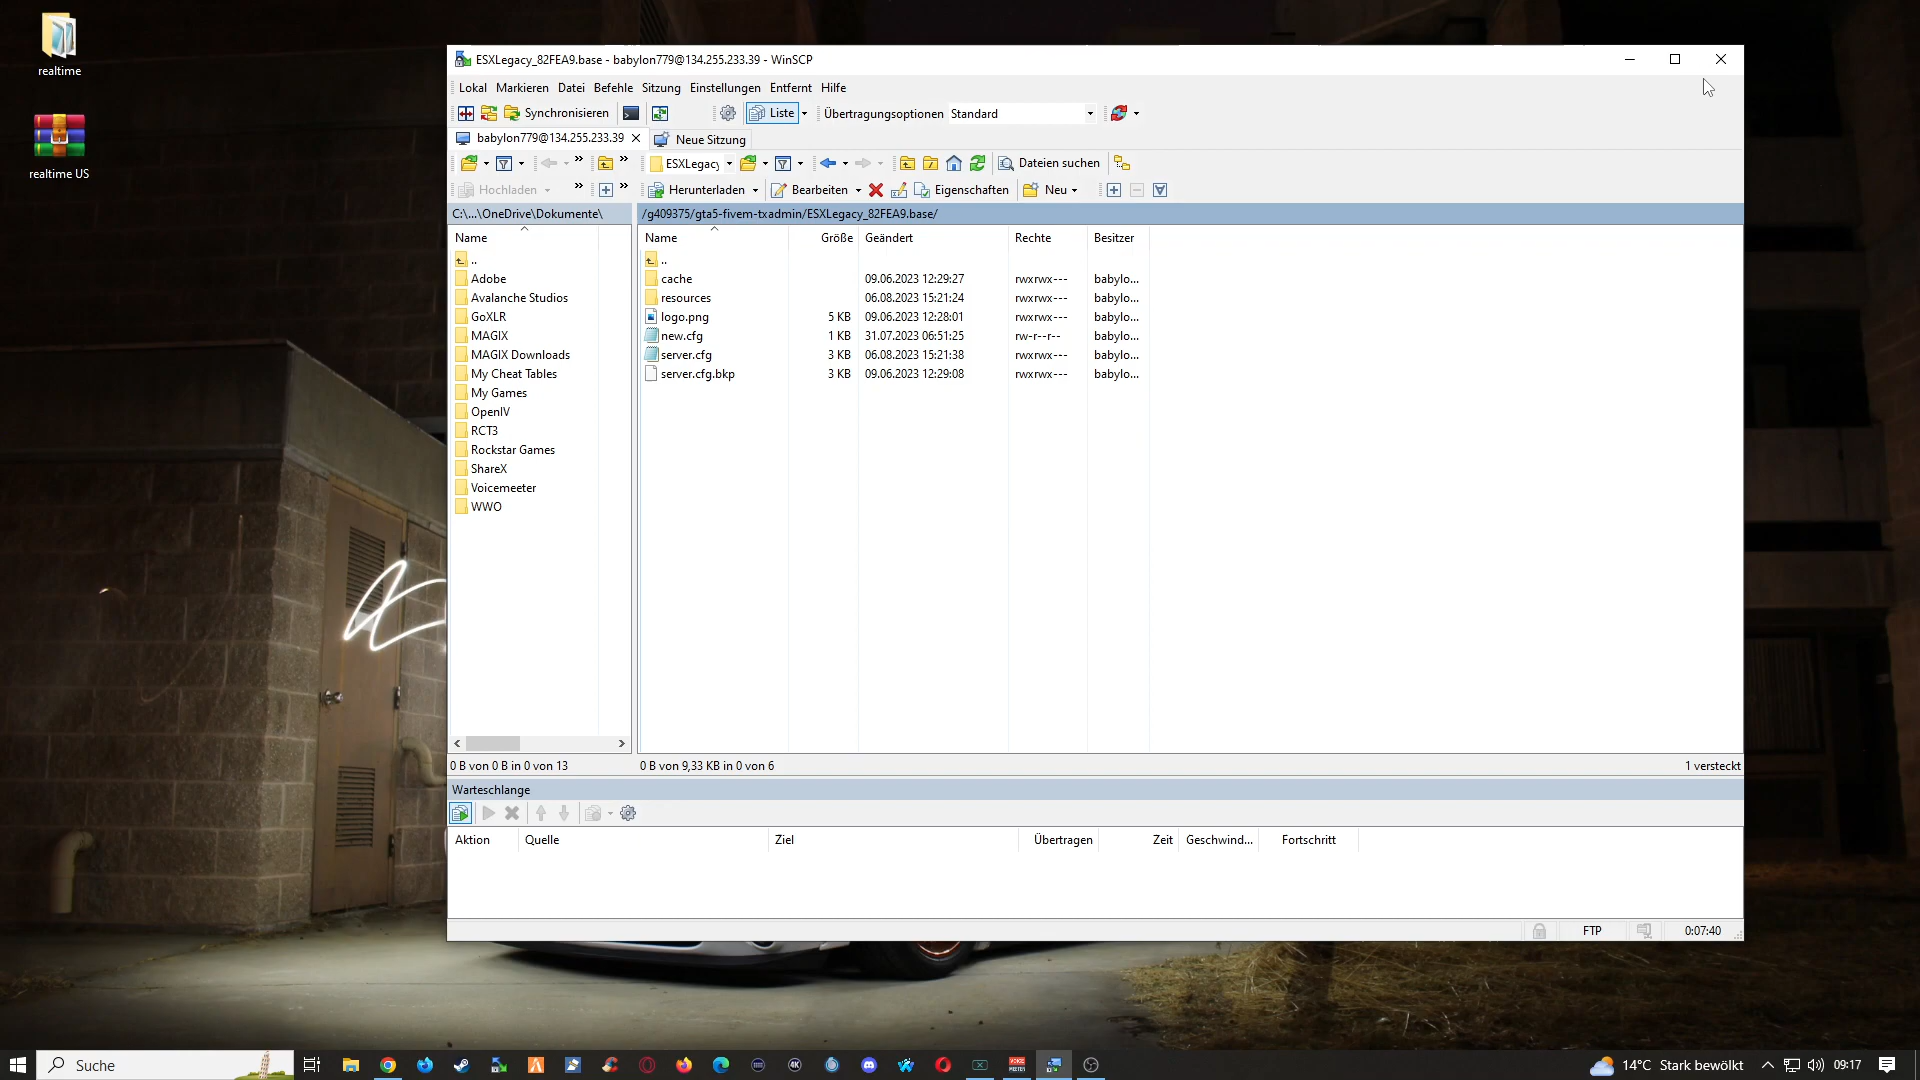 realtime
realtime US
ESXLegacy_82FEA9.base - babylon779@134.255.233.39 - WinSCP
Lokal Markieren Datei Befehle Sitzung Einstellungen Entfernt Hilfe
Synchronisieren Liste Übertragungsoptionen Standard
babylon779@134.255.233.39 Neue Sitzung
ESXLegacy Dateien suchen
Hochladen Herunterladen Bearbeiten Eigenschaften Neu
C:\...\OneDrive\Dokumente\
Name
..
Adobe
Avalanche Studios
GoXLR
MAGIX
MAGIX Downloads
My Cheat Tables
My Games
OpenIV
RCT3
Rockstar Games
ShareX
Voicemeeter
WWO
0 B von 0 B in 0 von 13
/g409375/gta5-fivem-txadmin/ESXLegacy_82FEA9.base/
Name Größe Geändert Rechte Besitzer
..
cache 09.06.2023 12:29:27 rwxrwx--- babylo...
resources 06.08.2023 15:21:24 rwxrwx--- babylo...
logo.png 5 KB 09.06.2023 12:28:01 rwxrwx--- babylo...
new.cfg 1 KB 31.07.2023 06:51:25 rw-r--r-- babylo...
server.cfg 3 KB 06.08.2023 15:21:38 rwxrwx--- babylo...
server.cfg.bkp 3 KB 09.06.2023 12:29:08 rwxrwx--- babylo...
0 B von 9,33 KB in 0 von 6 1 versteckt
Warteschlange
Aktion Quelle Ziel Übertragen Zeit Geschwind... Fortschritt
FTP 0:07:40
Suche
4K
VOICE MEETER
14°C Stark bewölkt 09:17